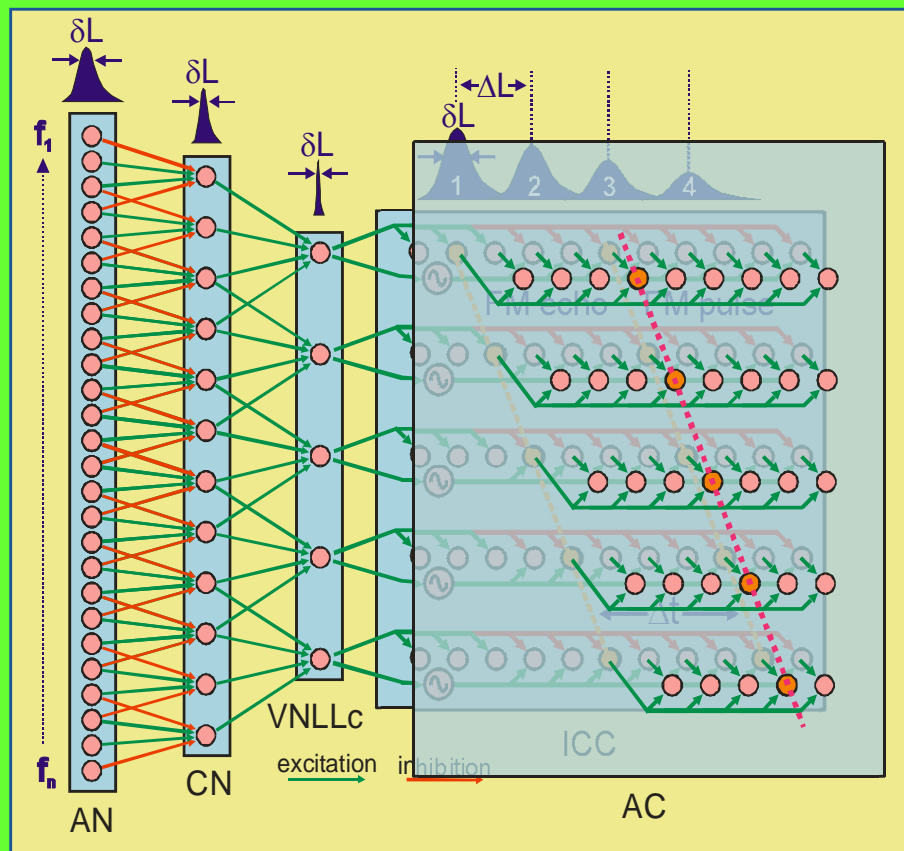 δL
δL
ΔL
δL
δL
f1
1 2 3 4
FM echo FM pulse
Δt
VNLLc
ICC
excitation inhibition
fn
CN
AC
AN